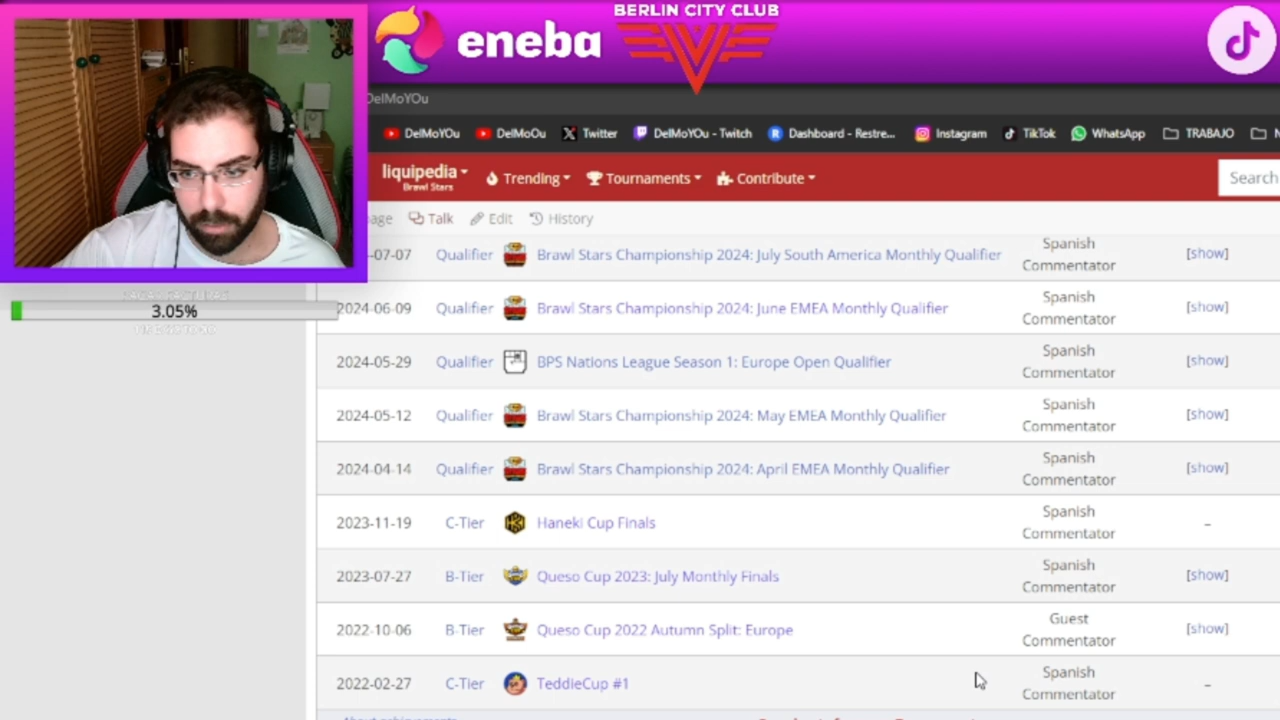 BERLIN CITY CLUB
eneba
DelMoYOu
DelMoYOu DelMoOu Twitter DelMoYOu - Twitch Dashboard - Restre... Instagram TikTok WhatsApp TRABAJO
liquipedia Brawl Stars Trending Tournaments Contribute Search
Talk Edit History
-07-07 Qualifier Brawl Stars Championship 2024: July South America Monthly Qualifier Spanish Commentator [show]
3.05%
2024-06-09 Qualifier Brawl Stars Championship 2024: June EMEA Monthly Qualifier Spanish Commentator [show]
2024-05-29 Qualifier BPS Nations League Season 1: Europe Open Qualifier Spanish Commentator [show]
2024-05-12 Qualifier Brawl Stars Championship 2024: May EMEA Monthly Qualifier Spanish Commentator [show]
2024-04-14 Qualifier Brawl Stars Championship 2024: April EMEA Monthly Qualifier Spanish Commentator [show]
2023-11-19 C-Tier Haneki Cup Finals Spanish Commentator –
2023-07-27 B-Tier Queso Cup 2023: July Monthly Finals Spanish Commentator [show]
2022-10-06 B-Tier Queso Cup 2022 Autumn Split: Europe Guest Commentator [show]
2022-02-27 C-Tier TeddieCup #1 Spanish Commentator –